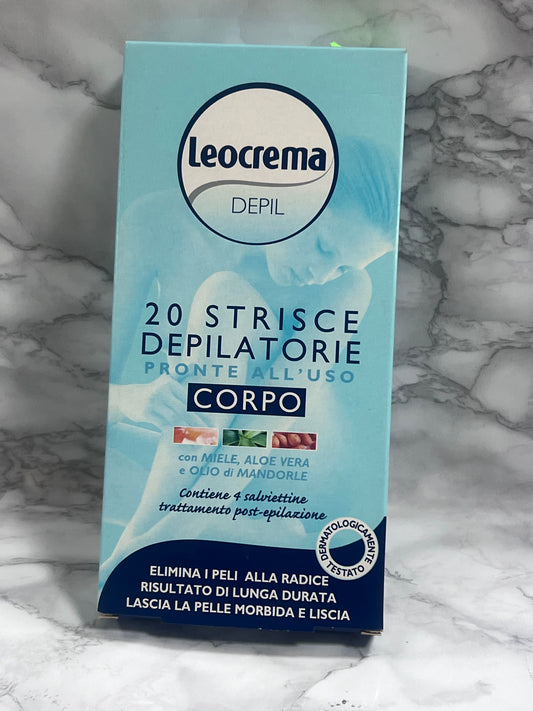 Leocrema
DEPIL
20 STRISCE
DEPILATORIE
PRONTE ALL'USO
CORPO
con MIELE, ALOE VERA
e OLIO di MANDORLE
Contiene 4 salviettine
trattamento post-epilazione
DERMATOLOGICAMENTE
TESTATO
ELIMINA I PELI ALLA RADICE
RISULTATO DI LUNGA DURATA
LASCIA LA PELLE MORBIDA E LISCIA